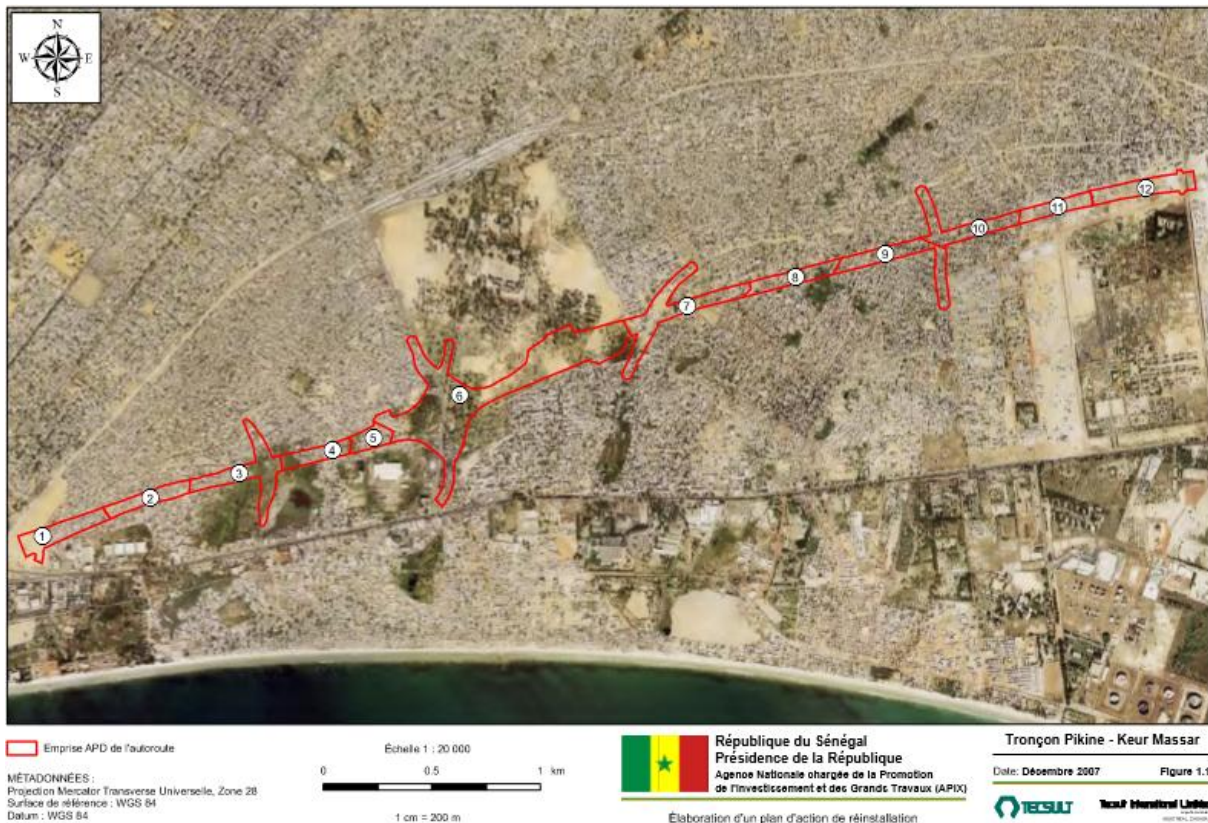 N
W E
S
1
2
3
4
5
6
7
8
9
10
11
12
Emprise APD de l'autoroute
MÉTADONNÉES :
Projection Mercator Transverse Universelle, Zone 28
Surface de référence : WGS 84
Datum : WGS 84
Échelle 1 : 20 000
0 0.5 1 km
1 cm = 200 m
République du Sénégal
Présidence de la République
Agence Nationale chargée de la Promotion
de l'Investissement et des Grands Travaux (APIX)
Élaboration d'un plan d'action de réinstallation
Tronçon Pikine - Keur Massar
Date: Décembre 2007 Figure 1.1
TECSULT
Tecsult International Limitée